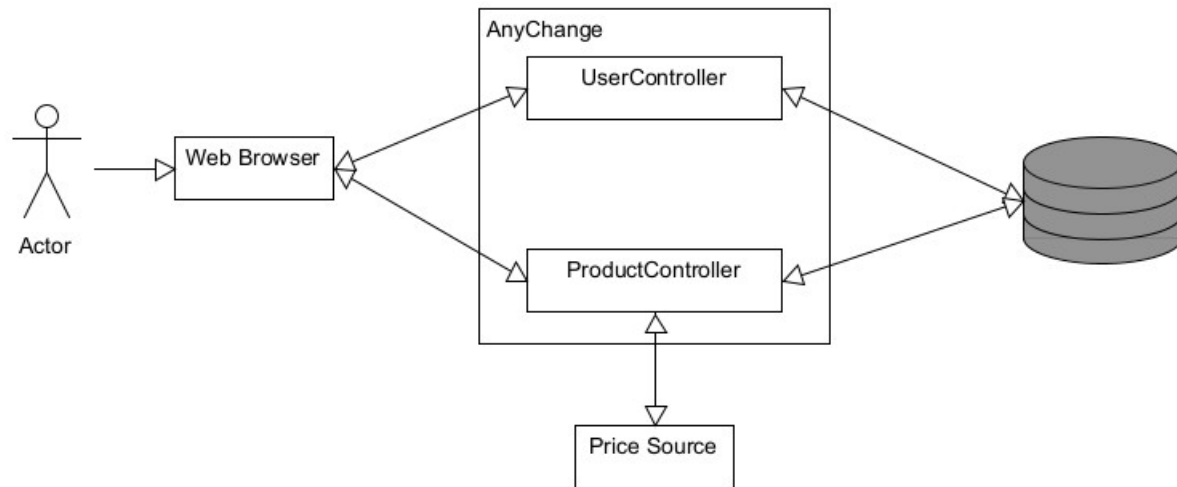 AnyChange
UserController
Web Browser
Actor
ProductController
Price Source